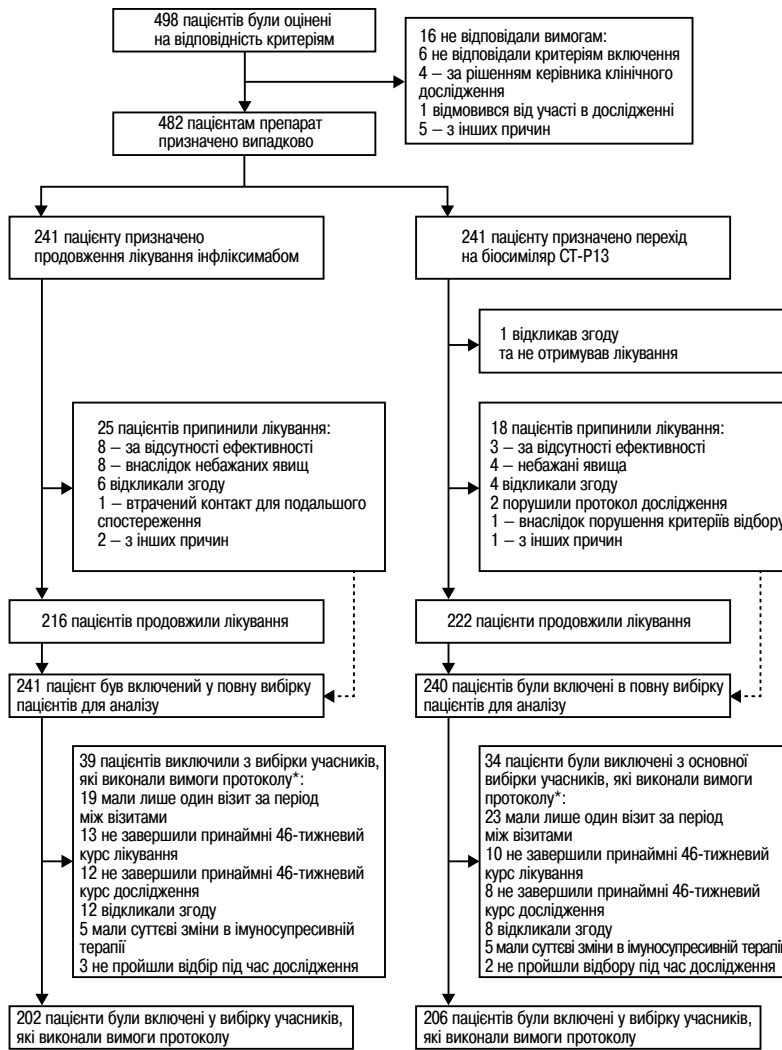 498 пацієнтів були оцінені
на відповідність критеріям
16 не відповідали вимогам:
6 не відповідали критеріям включення
4 – за рішенням керівника клінічного
дослідження
1 відмовився від участі в дослідженні
5 – з інших причин
482 пацієнтам препарат
призначено випадково
241 пацієнту призначено
продовження лікування інфліксимабом
241 пацієнту призначено перехід
на біосиміляр СТ-Р13
1 відкликав згоду
та не отримував лікування
25 пацієнтів припинили лікування:
8 – за відсутності ефективності
8 – внаслідок небажаних явищ
6 відкликали згоду
1 – втрачений контакт для подальшого
спостереження
2 – з інших причин
18 пацієнтів припинили лікування:
3 – за відсутності ефективності
4 – небажані явища
4 відкликали згоду
2 порушили протокол дослідження
1 – внаслідок порушення критеріїв відбору
1 – з інших причин
216 пацієнтів продовжили лікування
222 пацієнти продовжили лікування
241 пацієнт був включений у повну вибірку
пацієнтів для аналізу
240 пацієнтів були включені в повну вибірку
пацієнтів для аналізу
39 пацієнтів виключили з вибірки учасників,
які виконали вимоги протоколу*:
19 мали лише один візит за період
між візитами
13 не завершили принаймні 46-тижневий
курс лікування
12 не завершили принаймні 46-тижневий
курс дослідження
12 відкликали згоду
5 мали суттєві зміни в імуносупресивній
терапії
3 не пройшли відбір під час дослідження
34 пацієнти були виключені з основної
вибірки учасників, які виконали вимоги
протоколу*:
23 мали лише один візит за період
між візитами
10 не завершили принаймні 46-тижневий
курс лікування
8 не завершили принаймні 46-тижневий
курс дослідження
8 відкликали згоду
5 мали суттєві зміни в імуносупресивній терапії
2 не пройшли відбору під час дослідження
202 пацієнти були включені у вибірку учасників,
які виконали вимоги протоколу
206 пацієнтів були включені у вибірку учасників,
які виконали вимоги протоколу